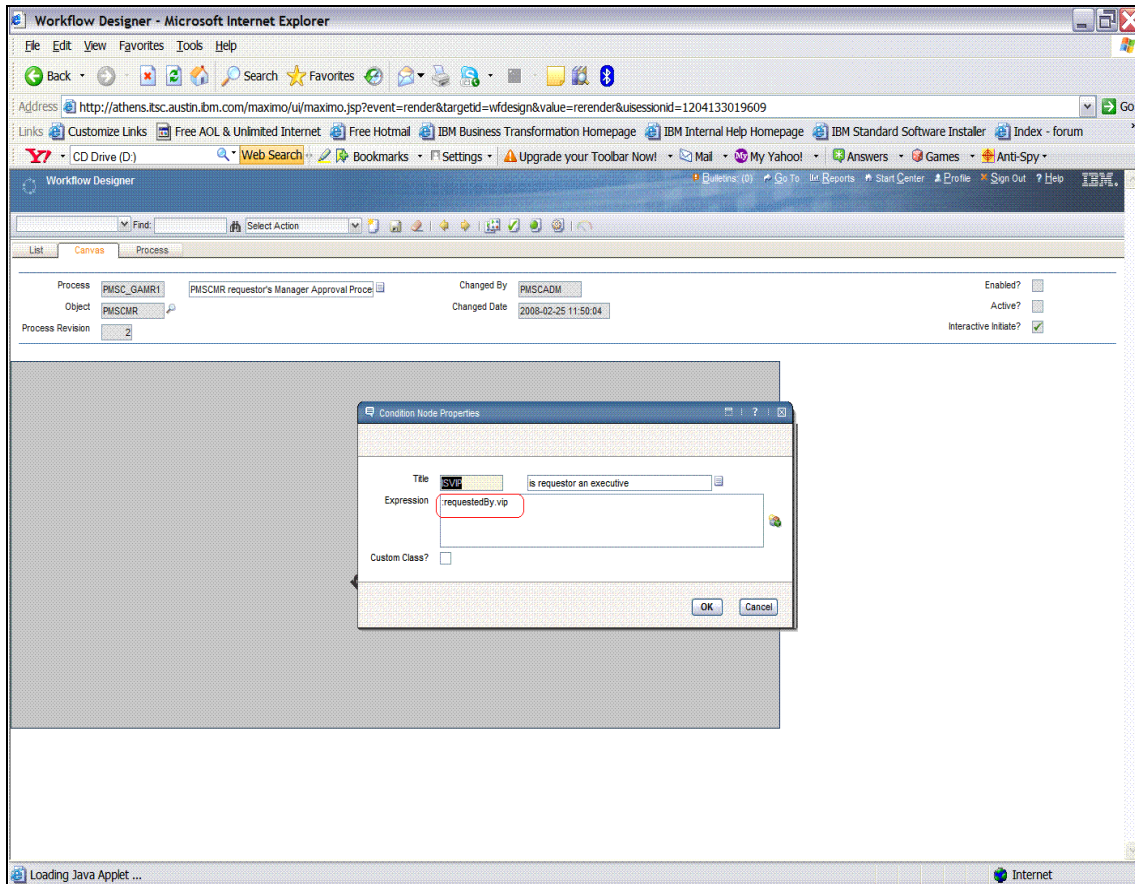 Workflow Designer - Microsoft Internet Explorer
File Edit View Favorites Tools Help
Back Search Favorites
Address http://athens.itsc.austin.ibm.com/maximo/ui/maximo.jsp?event=render&targetid=wfdesign&value=rerender&uisessionid=1204133019609 Go
Links Customize Links Free AOL & Unlimited Internet Free Hotmail IBM Business Transformation Homepage IBM Internal Help Homepage IBM Standard Software Installer Index - forum
Y! CD Drive (D:) Web Search Bookmarks Settings Upgrade your Toolbar Now! Mail My Yahoo! Answers Games Anti-Spy
Workflow Designer Bulletins: (0) Go To Reports Start Center Profile Sign Out ? Help IBM.
Find: Select Action
List Canvas Process
Process PMSC_GAMR1 PMSCMR requestor's Manager Approval Proce Changed By PMSCADM Enabled?
Object PMSCMR Changed Date 2008-02-25 11:50:04 Active?
Process Revision 2 Interactive Initiate?
Condition Node Properties ?
Title ISVIP is requestor an executive
Expression :requestedBy.vip
Custom Class?
OK Cancel
Loading Java Applet ... Internet